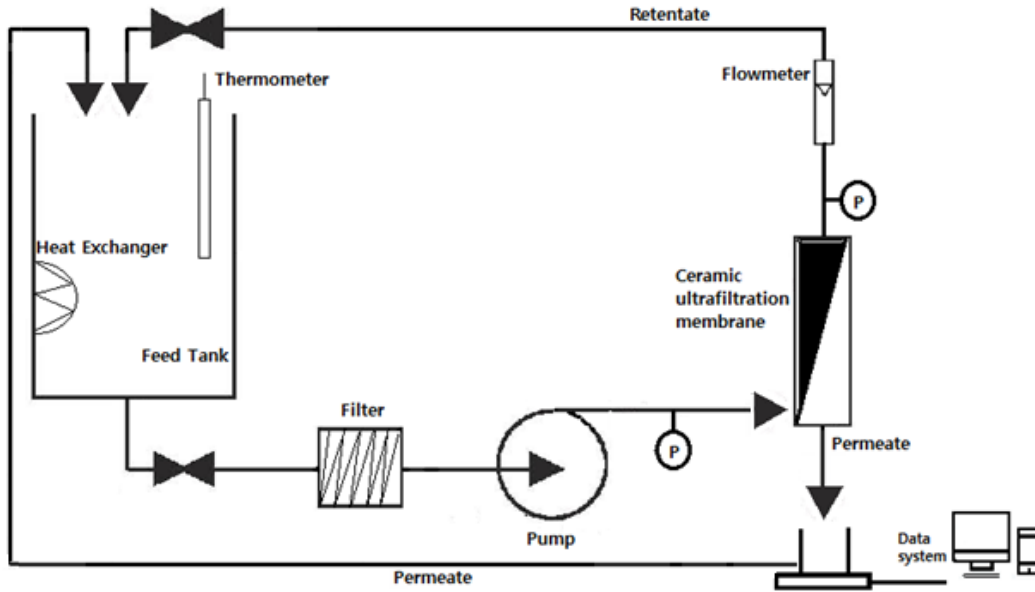 Retentate
Flowmeter
Thermometer
P
Heat Exchanger
Ceramic
ultrafiltration
membrane
Feed Tank
Filter
P
Permeate
Pump
Data
system
Permeate